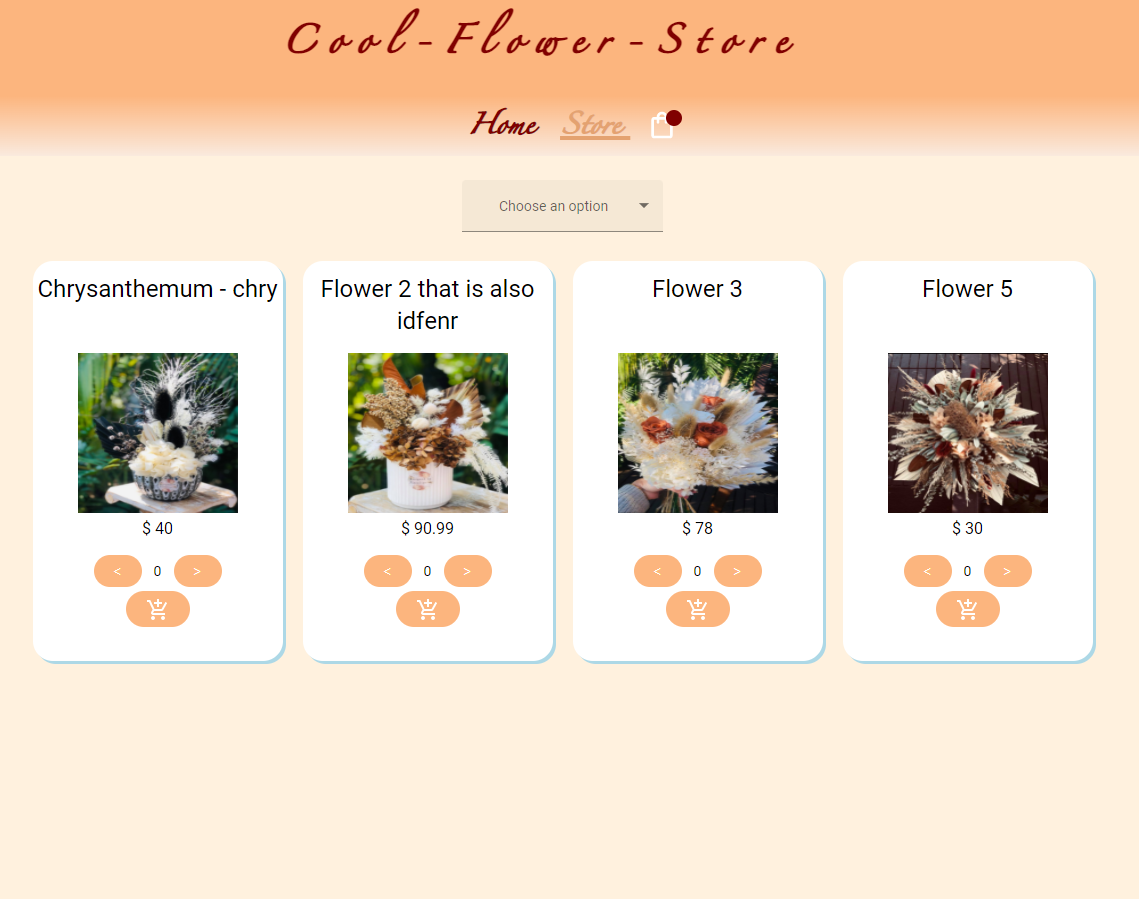 Cool-Flower-Store
Home Store
Choose an option
Chrysanthemum - chry
$ 40
< 0 >
Flower 2 that is also
idfenr
$ 90.99
< 0 >
Flower 3
$ 78
< 0 >
Flower 5
$ 30
< 0 >